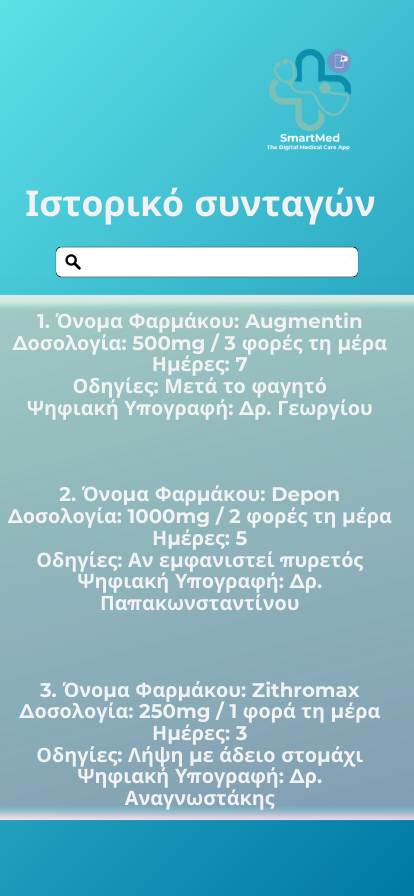 SmartMed
The Digital Medical Care App
Ιστορικό συνταγών
1. Όνομα Φαρμάκου: Augmentin
Δοσολογία: 500mg / 3 φορές τη μέρα
Ημέρες: 7
Οδηγίες: Μετά το φαγητό
Ψηφιακή Υπογραφή: Δρ. Γεωργίου
2. Όνομα Φαρμάκου: Depon
Δοσολογία: 1000mg / 2 φορές τη μέρα
Ημέρες: 5
Οδηγίες: Αν εμφανιστεί πυρετός
Ψηφιακή Υπογραφή: Δρ.
Παπακωνσταντίνου
3. Όνομα Φαρμάκου: Zithromax
Δοσολογία: 250mg / 1 φορά τη μέρα
Ημέρες: 3
Οδηγίες: Λήψη με άδειο στομάχι
Ψηφιακή Υπογραφή: Δρ.
Αναγνωστάκης